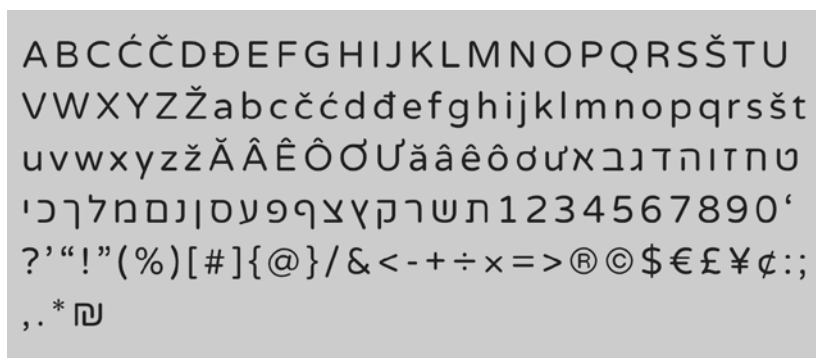 ABCĆČDĐEFGHIJKLMNOPQRSŠTU
VWXYZŽabcčćdđefghijklmnopqrsšt
uvwxyzžĂÂÊÔƠƯăâêôơưאבגדהוזחט
יכךלמםנןסעפףצץקרשת1234567890‘
?’“!”(%)[#]{@}/&<-+÷×=>®©$€£¥¢:;
,.*₪